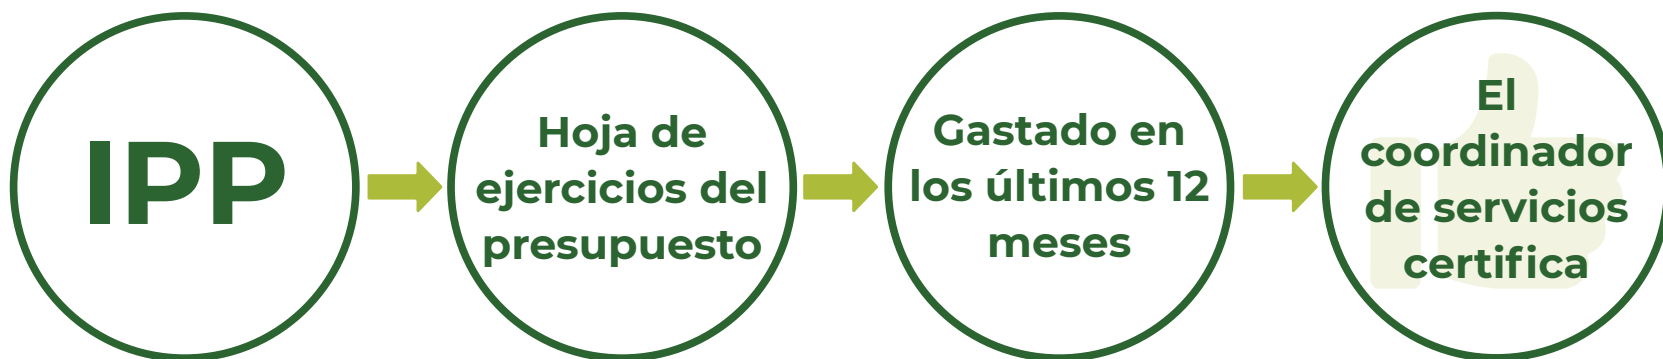 IPP
Hoja de
ejercicios del
presupuesto
Gastado en
los últimos 12
meses
El
coordinador
de servicios
certifica